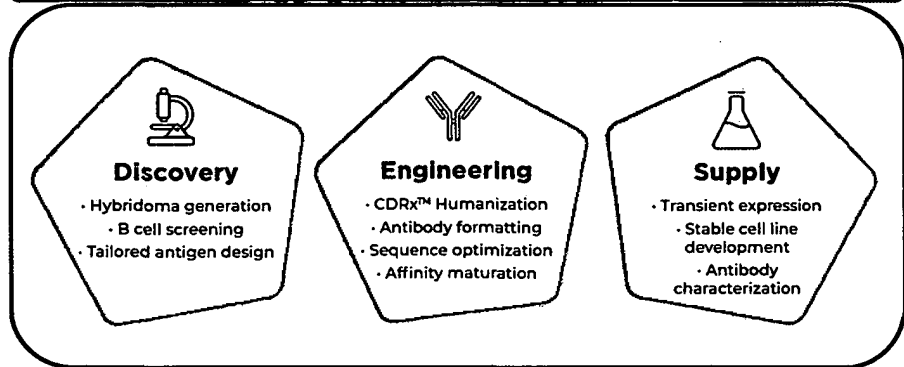 Discovery
· Hybridoma generation
· B cell screening
· Tailored antigen design
Engineering
· CDRx™ Humanization
· Antibody formatting
· Sequence optimization
· Affinity maturation
Supply
· Transient expression
· Stable cell line
development
· Antibody
characterization